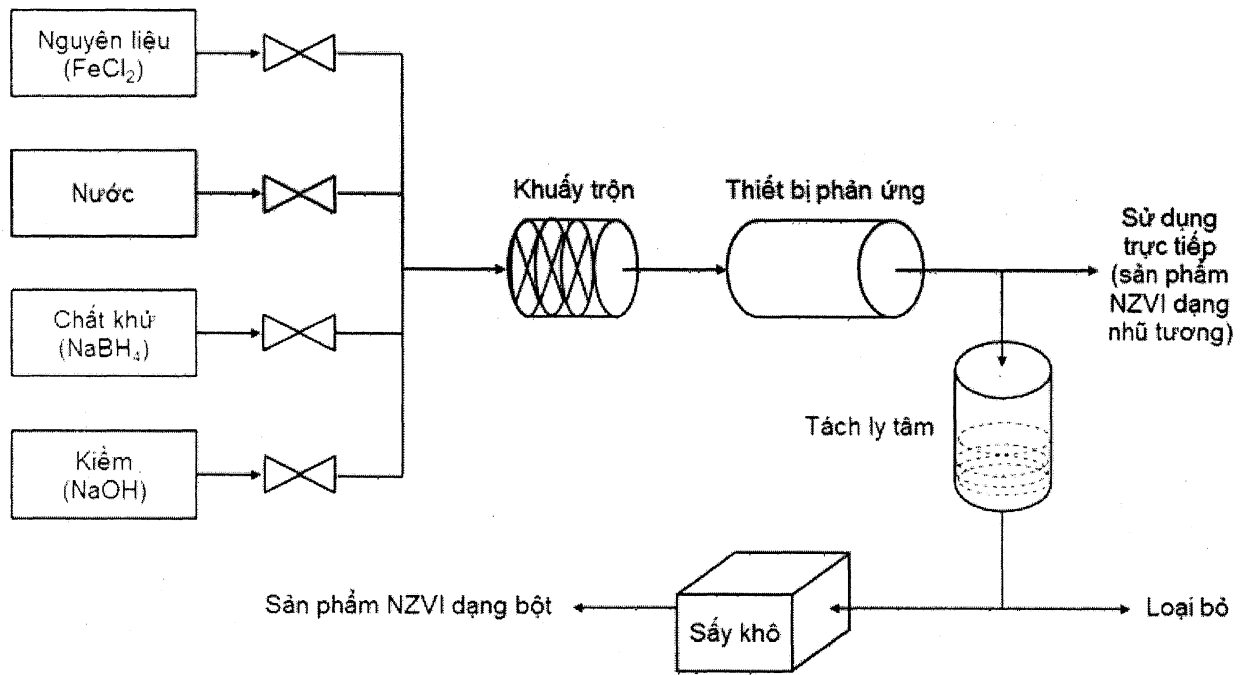 Nguyên liệu
(FeCl₂)
Nước
Chất khử
(NaBH₄)
Kiềm
(NaOH)
Khuấy trộn
Thiết bị phản ứng
Sử dụng
trực tiếp
(sản phẩm
NZVI dạng
nhũ tương)
Tách ly tâm
Sản phẩm NZVI dạng bột
Sấy khô
Loại bỏ